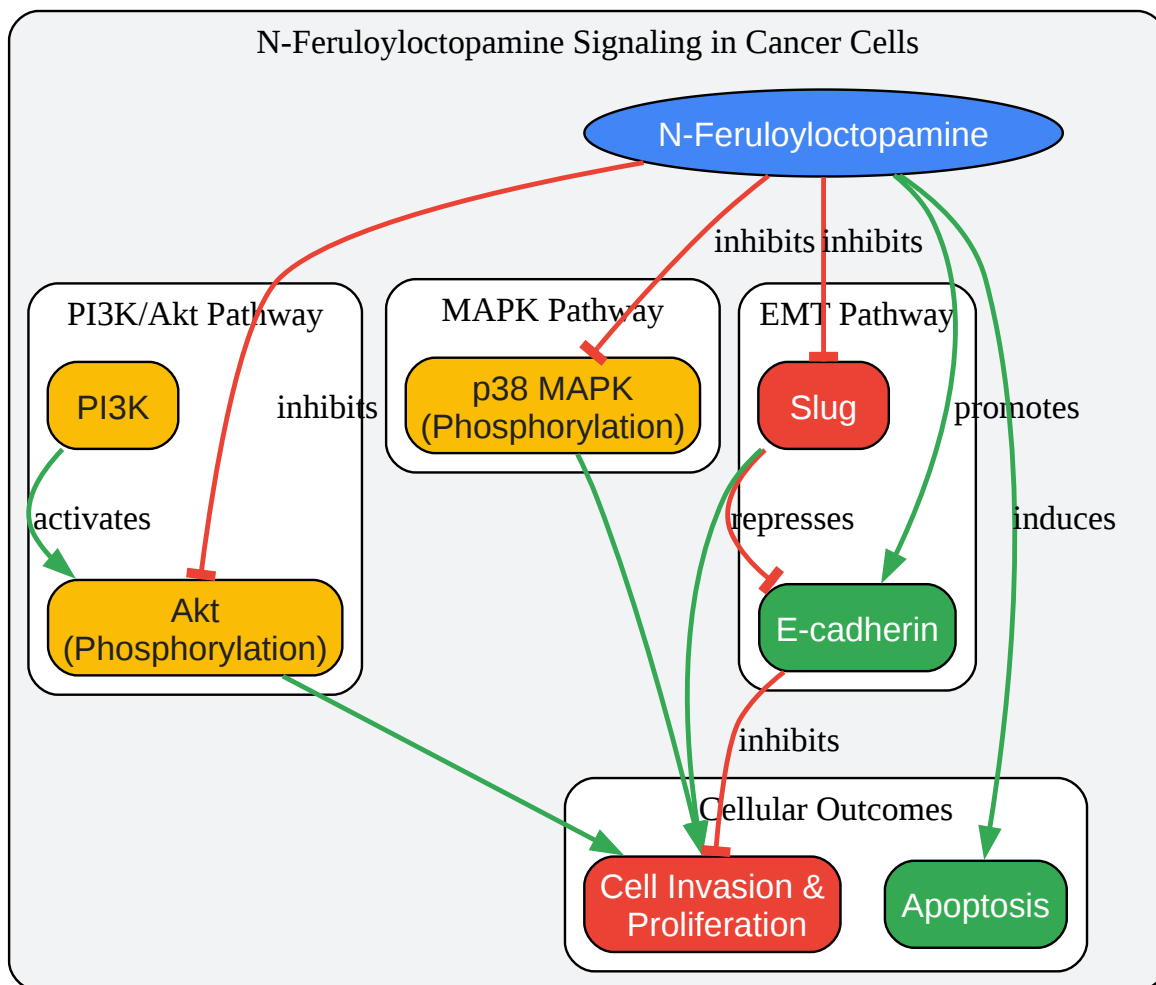 N-Feruloyloctopamine Signaling in Cancer Cells
N-Feruloyloctopamine
inhibits
inhibits
PI3K/Akt Pathway
MAPK Pathway
EMT Pathway
PI3K
p38 MAPK
(Phosphorylation)
Slug
inhibits
promotes
activates
represses
induces
Akt
(Phosphorylation)
E-cadherin
inhibits
Cellular Outcomes
Cell Invasion &
Proliferation
Apoptosis